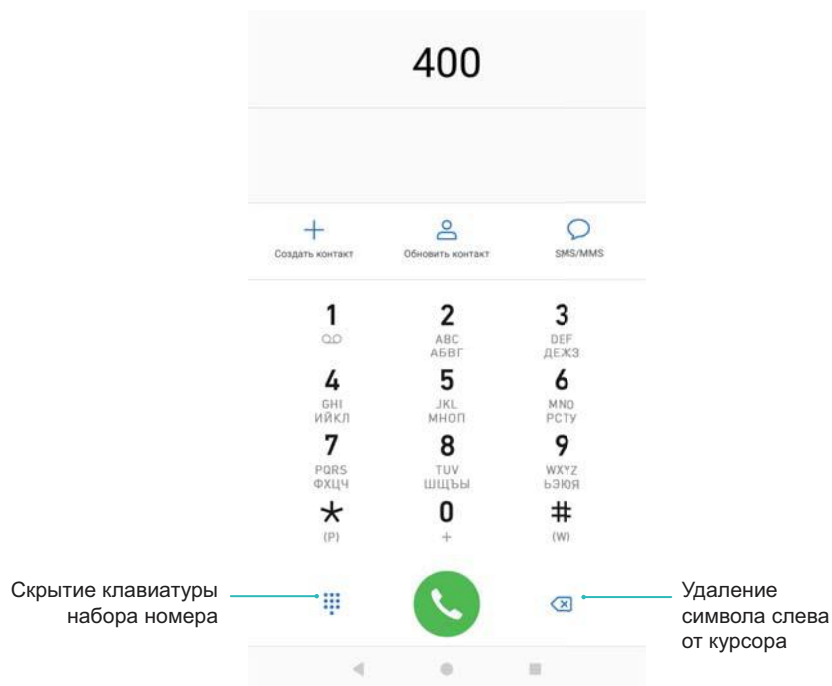 400
Создать контакт
Обновить контакт
SMS/MMS
1
2
3
ABC
DEF
АБВГ
ДЕЖЗ
4
5
6
GHI
JKL
MNO
ИЙКЛ
МНОП
РСТУ
7
8
9
PQRS
TUV
WXYZ
ФХЦЧ
ШЩЪЫ
ЬЭЮЯ
*
0
#
(P)
+
(W)
Скрытие клавиатуры
набора номера
Удаление
символа слева
от курсора